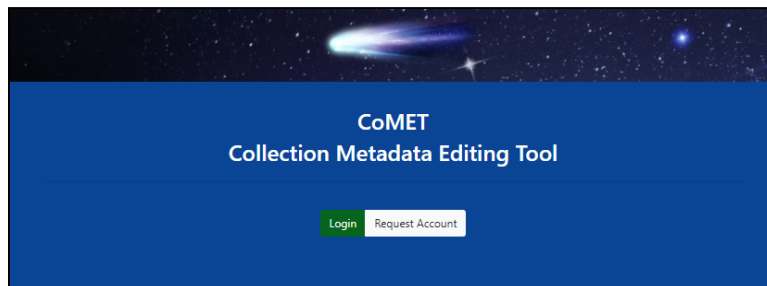 CoMET
Collection Metadata Editing Tool
Login Request Account